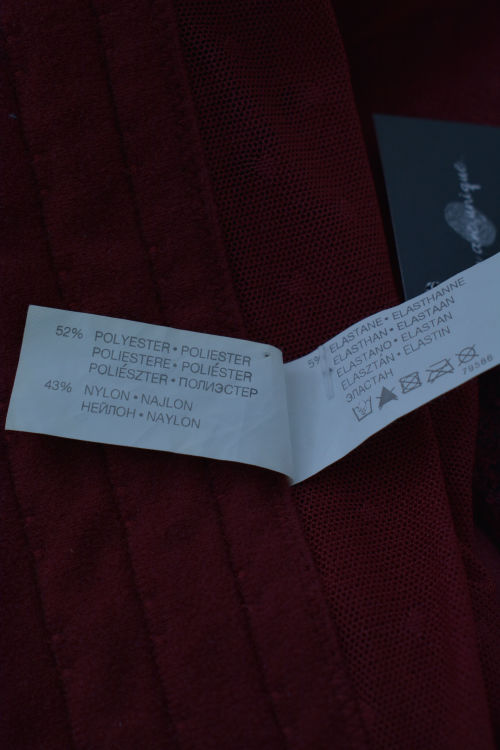 52% POLYESTER • POLIESTER
POLIESTERE • POLIÉSTER
POLIÉSZTER • ПОЛИЭСТЕР
43% NYLON • NAJLON
НЕЙЛОН • NAYLON
5% ELASTANE • ELASTHANNE
ELASTHAN • ELASTAAN
ELASTANO • ELASTAN
ELASZTÁN • ELASTIN
ЭЛАСТАН
79566